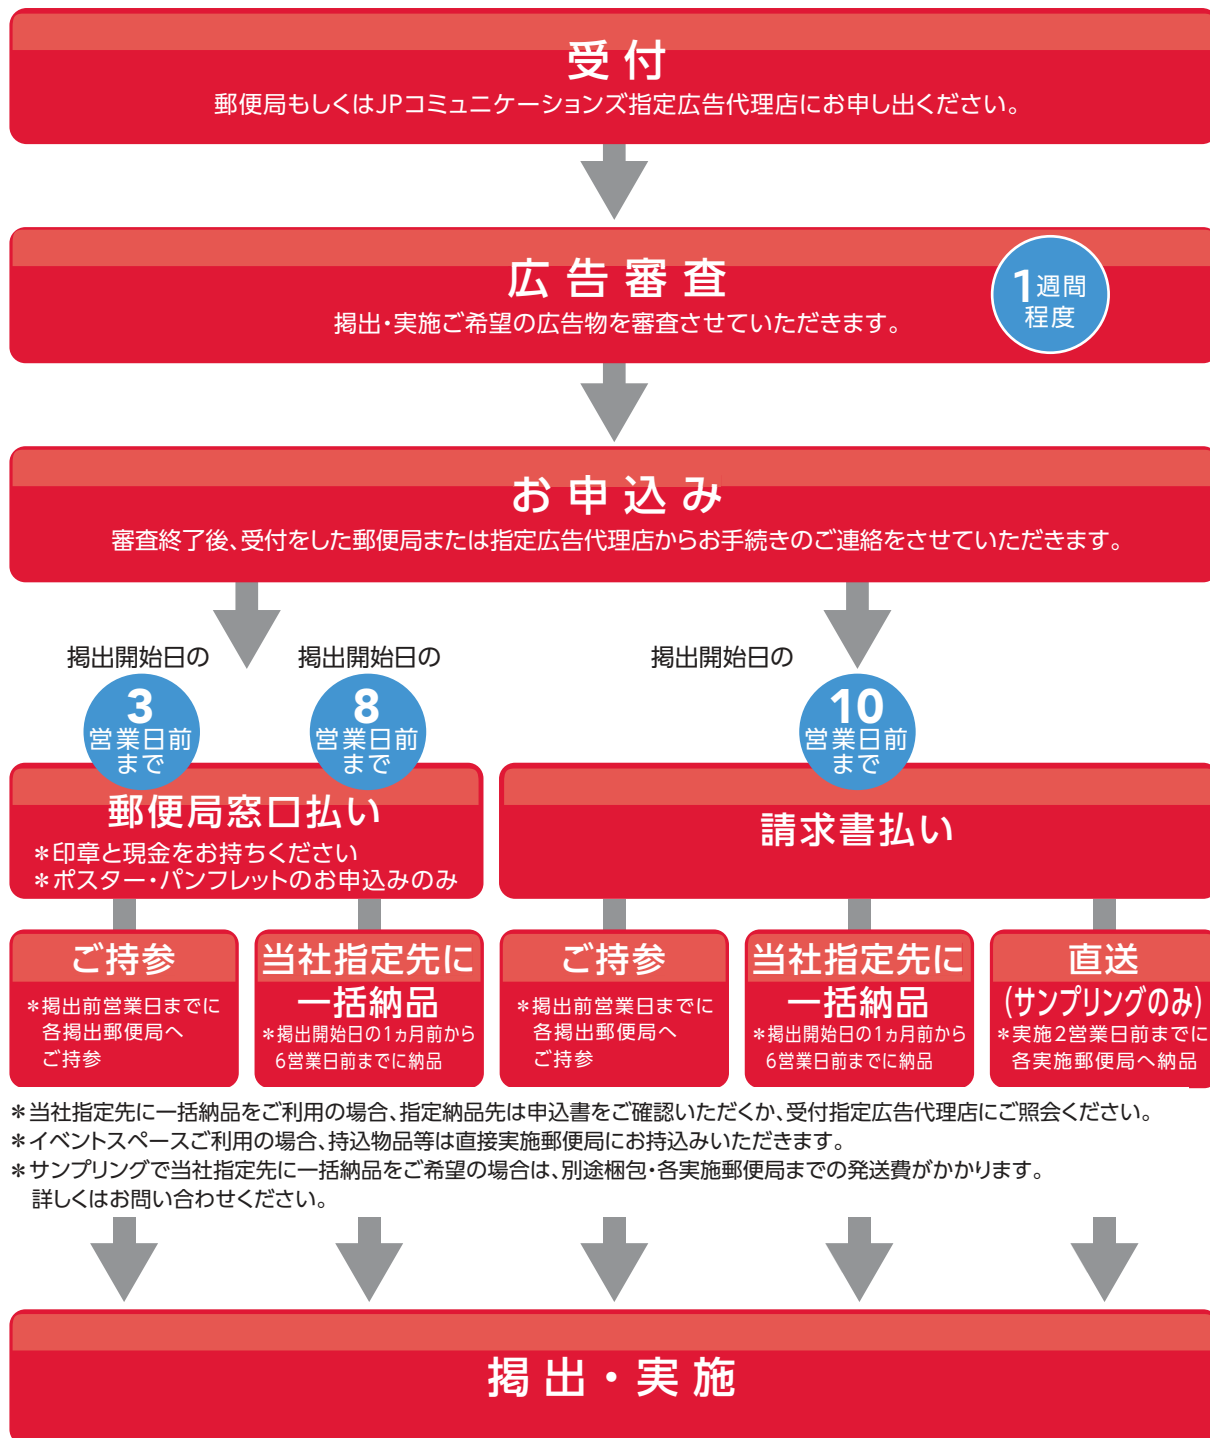 受付
郵便局もしくはJPコミュニケーションズ指定広告代理店にお申し出ください。
広告審査
掲出・実施ご希望の広告物を審査させていただきます。
1週間
程度
お申込み
審査終了後、受付をした郵便局または指定広告代理店からお手続きのご連絡をさせていただきます。
掲出開始日の
3
営業日前
まで
掲出開始日の
8
営業日前
まで
掲出開始日の
10
営業日前
まで
郵便局窓口払い
＊印章と現金をお持ちください
＊ポスター・パンフレットのお申込みのみ
請求書払い
ご持参
＊掲出前営業日までに
各掲出郵便局へ
ご持参
当社指定先に
一括納品
＊掲出開始日の1ヵ月前から
6営業日前までに納品
ご持参
＊掲出前営業日までに
各掲出郵便局へ
ご持参
当社指定先に
一括納品
＊掲出開始日の1ヵ月前から
6営業日前までに納品
直送
(サンプリングのみ)
＊実施2営業日前までに
各実施郵便局へ納品
＊当社指定先に一括納品をご利用の場合、指定納品先は申込書をご確認いただくか、受付指定広告代理店にご照会ください。
＊イベントスペースご利用の場合、持込物品等は直接実施郵便局にお持込みいただきます。
＊サンプリングで当社指定先に一括納品をご希望の場合は、別途梱包・各実施郵便局までの発送費がかかります。
詳しくはお問い合わせください。
掲出・実施